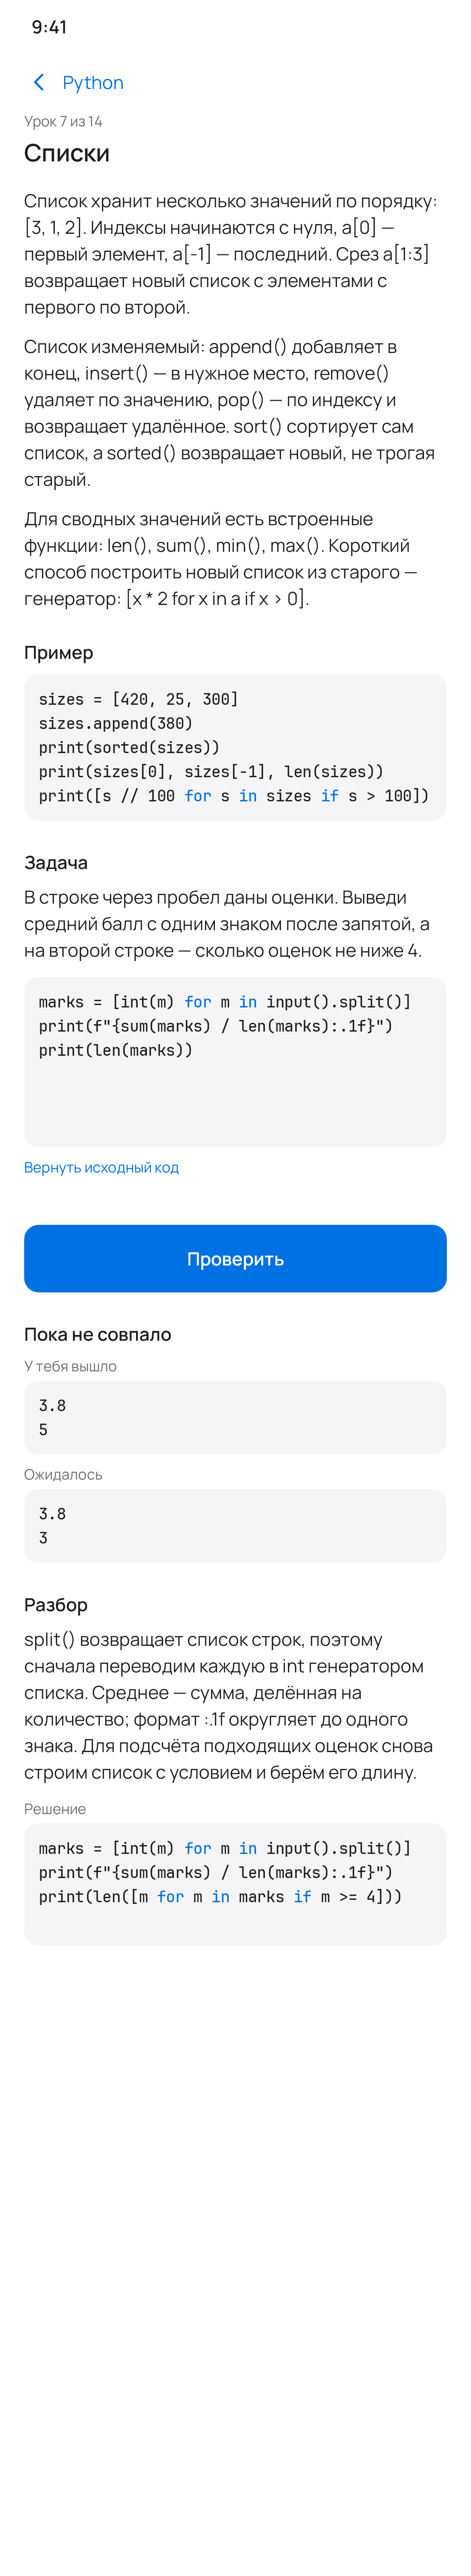 9:41
Python
Урок 7 из 14
Списки
Список хранит несколько значений по порядку:
[3, 1, 2]. Индексы начинаются с нуля, a[0] —
первый элемент, a[-1] — последний. Срез a[1:3]
возвращает новый список с элементами с
первого по второй.
Список изменяемый: append() добавляет в
конец, insert() — в нужное место, remove()
удаляет по значению, pop() — по индексу и
возвращает удалённое. sort() сортирует сам
список, а sorted() возвращает новый, не трогая
старый.
Для сводных значений есть встроенные
функции: len(), sum(), min(), max(). Короткий
способ построить новый список из старого —
генератор: [x * 2 for x in a if x > 0].
Пример
sizes = [420, 25, 300]
sizes.append(380)
print(sorted(sizes))
print(sizes[0], sizes[-1], len(sizes))
print([s // 100 for s in sizes if s > 100])
Задача
В строке через пробел даны оценки. Выведи
средний балл с одним знаком после запятой, а
на второй строке — сколько оценок не ниже 4.
marks = [int(m) for m in input().split()]
print(f"{sum(marks) / len(marks):.1f}")
print(len(marks))
Вернуть исходный код
Проверить
Пока не совпало
У тебя вышло
3.8
5
Ожидалось
3.8
3
Разбор
split() возвращает список строк, поэтому
сначала переводим каждую в int генератором
списка. Среднее — сумма, делённая на
количество; формат :.1f округляет до одного
знака. Для подсчёта подходящих оценок снова
строим список с условием и берём его длину.
Решение
marks = [int(m) for m in input().split()]
print(f"{sum(marks) / len(marks):.1f}")
print(len([m for m in marks if m >= 4]))